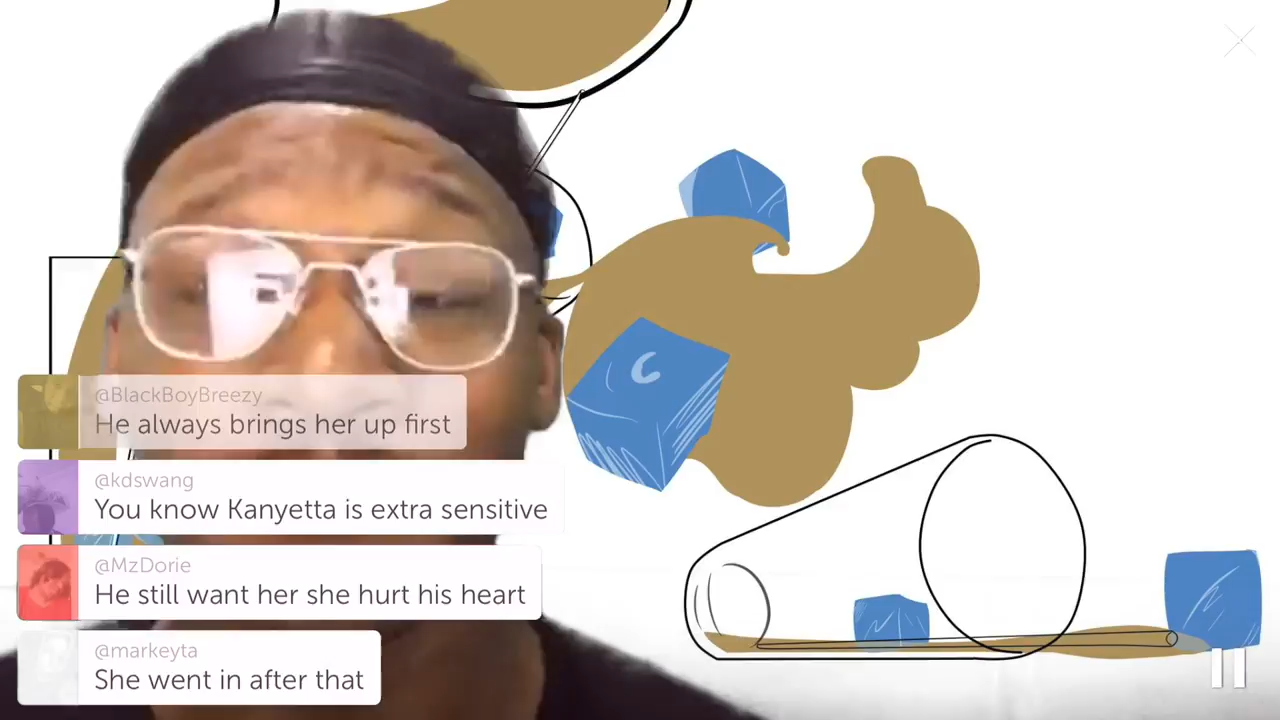 @BlackBoyBreezy
He always brings her up first
@kdswang
You know Kanyetta is extra sensitive
@MzDorie
He still want her she hurt his heart
@markeyta
She went in after that